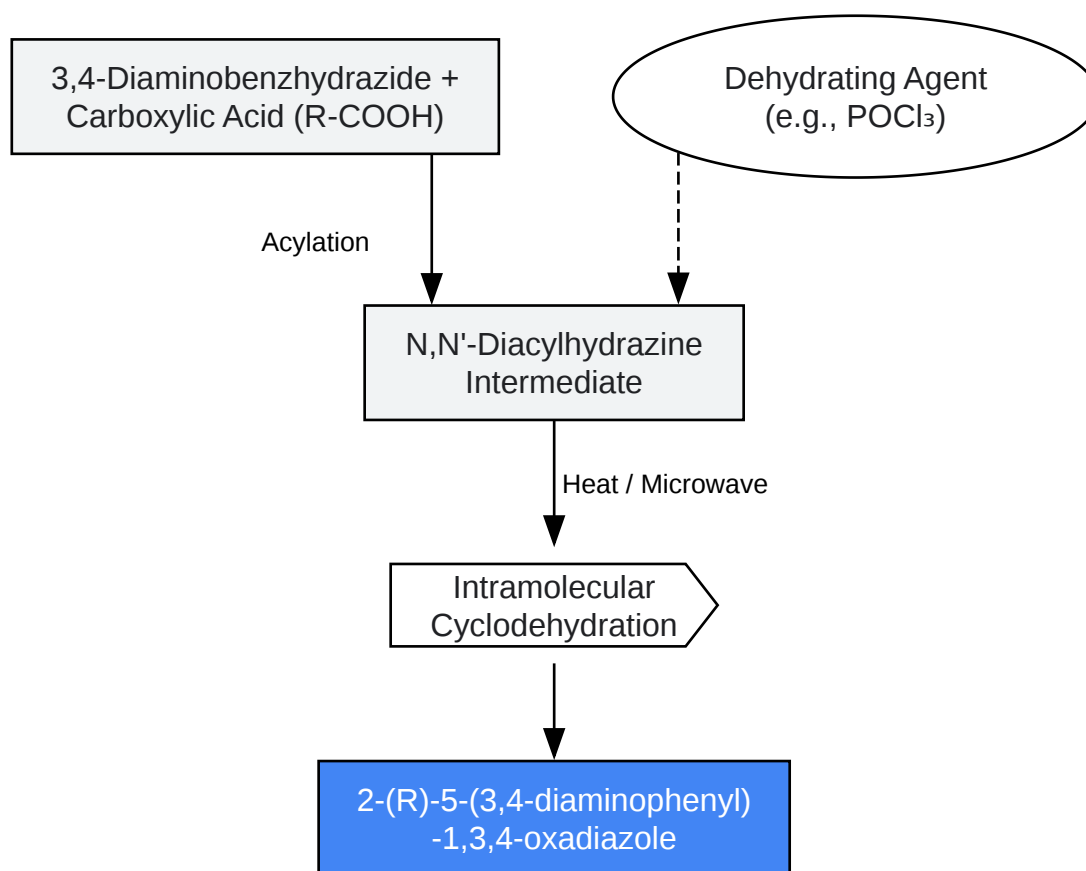 3,4-Diaminobenzhydrazide +
Carboxylic Acid (R-COOH)
Dehydrating Agent
(e.g., POCl₃)
Acylation
N,N'-Diacylhydrazine
Intermediate
Heat / Microwave
Intramolecular
Cyclodehydration
2-(R)-5-(3,4-diaminophenyl)
-1,3,4-oxadiazole